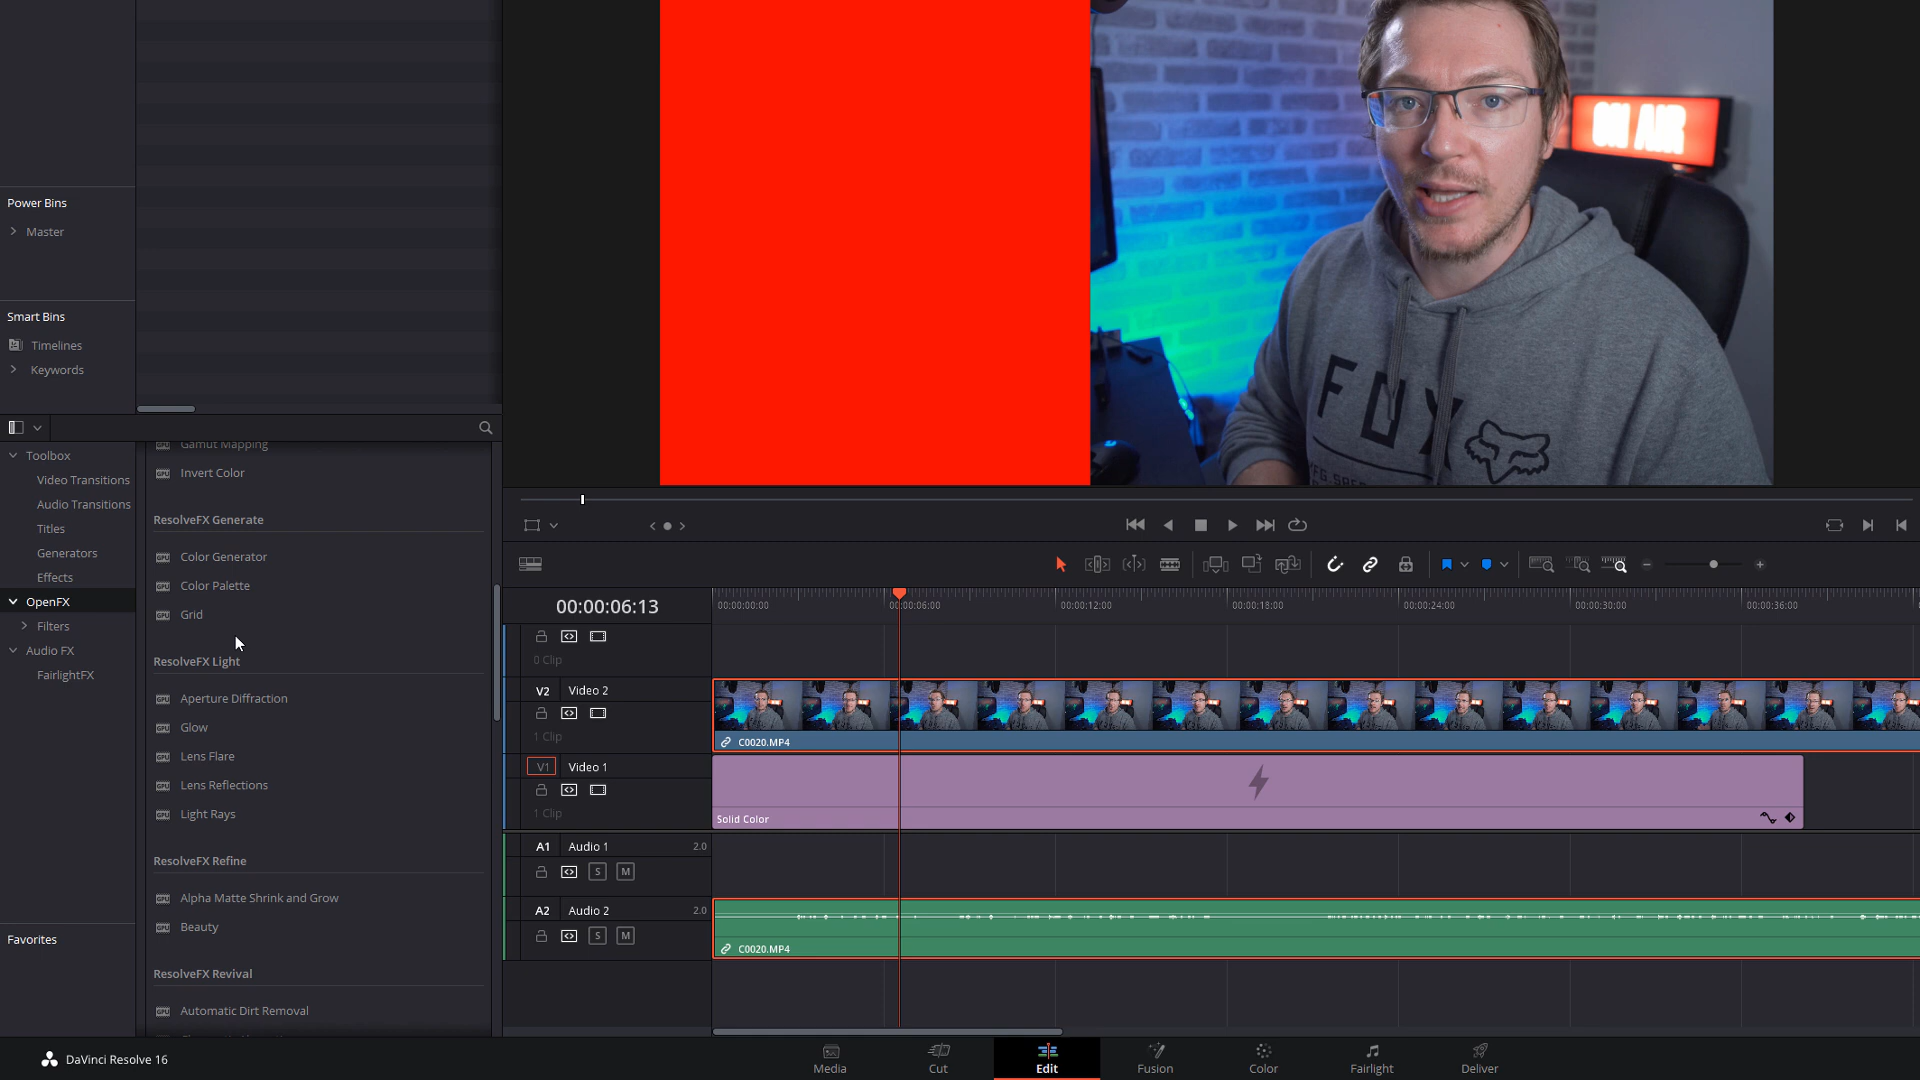 ON AIR
FOX
Power Bins
Master
Smart Bins
Timelines
Keywords
Toolbox
Video Transitions
Audio Transitions
Titles
Generators
Effects
OpenFX
Filters
Audio FX
FairlightFX
Favorites
Gamut Mapping
Invert Color
ResolveFX Generate
Color Generator
Color Palette
Grid
ResolveFX Light
Aperture Diffraction
Glow
Lens Flare
Lens Reflections
Light Rays
ResolveFX Refine
Alpha Matte Shrink and Grow
Beauty
ResolveFX Revival
Automatic Dirt Removal
00:00:06:13
00:00:00:00
00:00:06:00
00:00:12:00
00:00:18:00
00:00:24:00
00:00:30:00
00:00:36:00
0 Clip
V2 Video 2
1 Clip
C0020.MP4
V1 Video 1
1 Clip
Solid Color
A1 Audio 1 2.0
S M
A2 Audio 2 2.0
S M
C0020.MP4
DaVinci Resolve 16
Media
Cut
Edit
Fusion
Color
Fairlight
Deliver